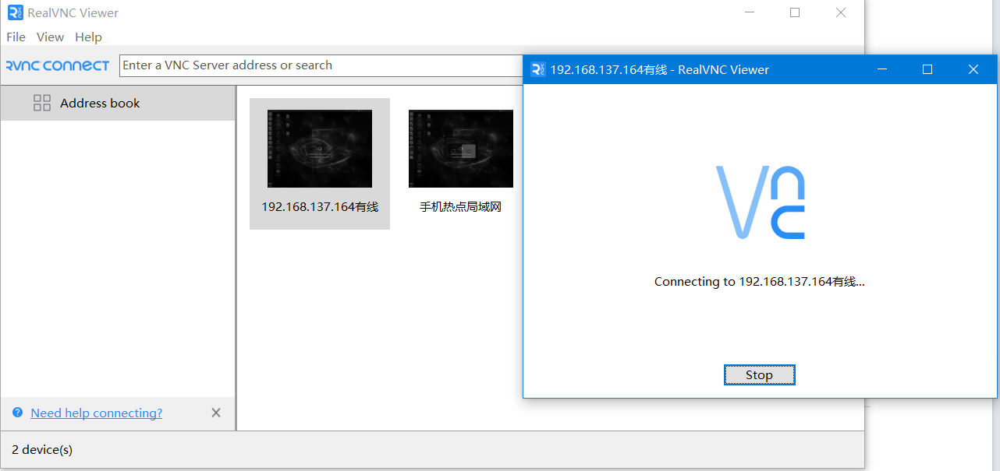 RealVNC Viewer
File View Help
RVNC CONNECT
Enter a VNC Server address or search
192.168.137.164有线 - RealVNC Viewer
Address book
192.168.137.164有线
手机热点局域网
VNC
Connecting to 192.168.137.164有线...
Stop
Need help connecting?
2 device(s)